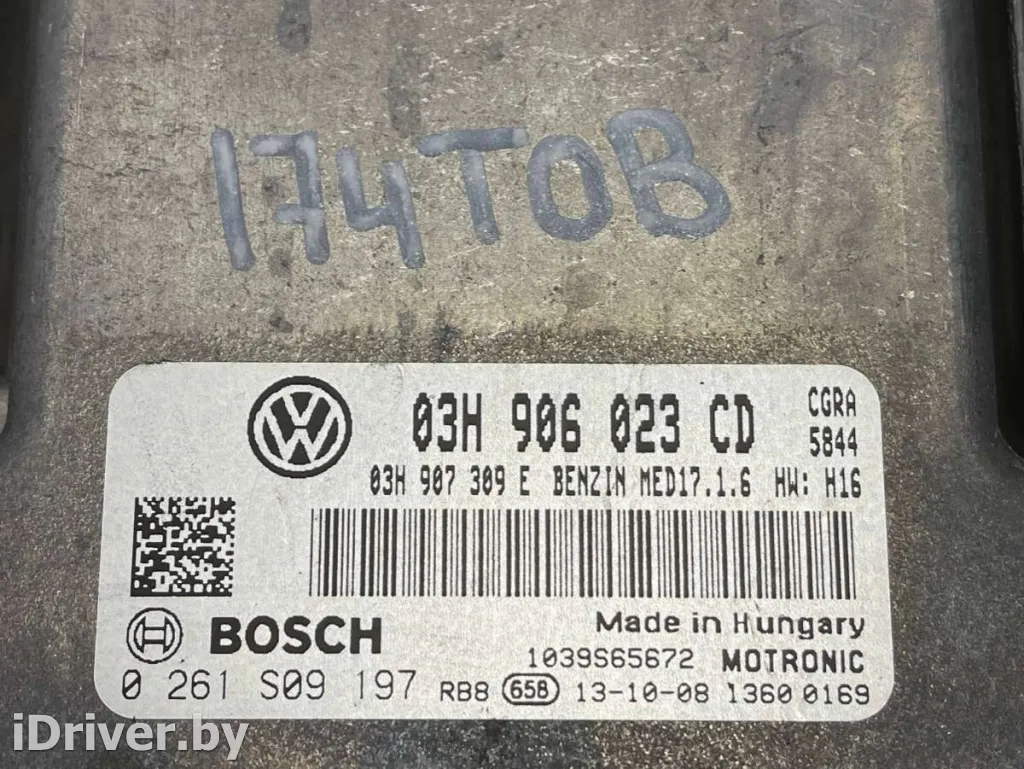 174TOB
03H 906 023 CD
CGRA
5844
03H 907 309 E BENZIN MED17.1.6 HW: H16
BOSCH
Made in Hungary
1039S65672 MOTRONIC
0 261 S09 197 RB8 658 13-10-08 1360 0169
iDriver.by